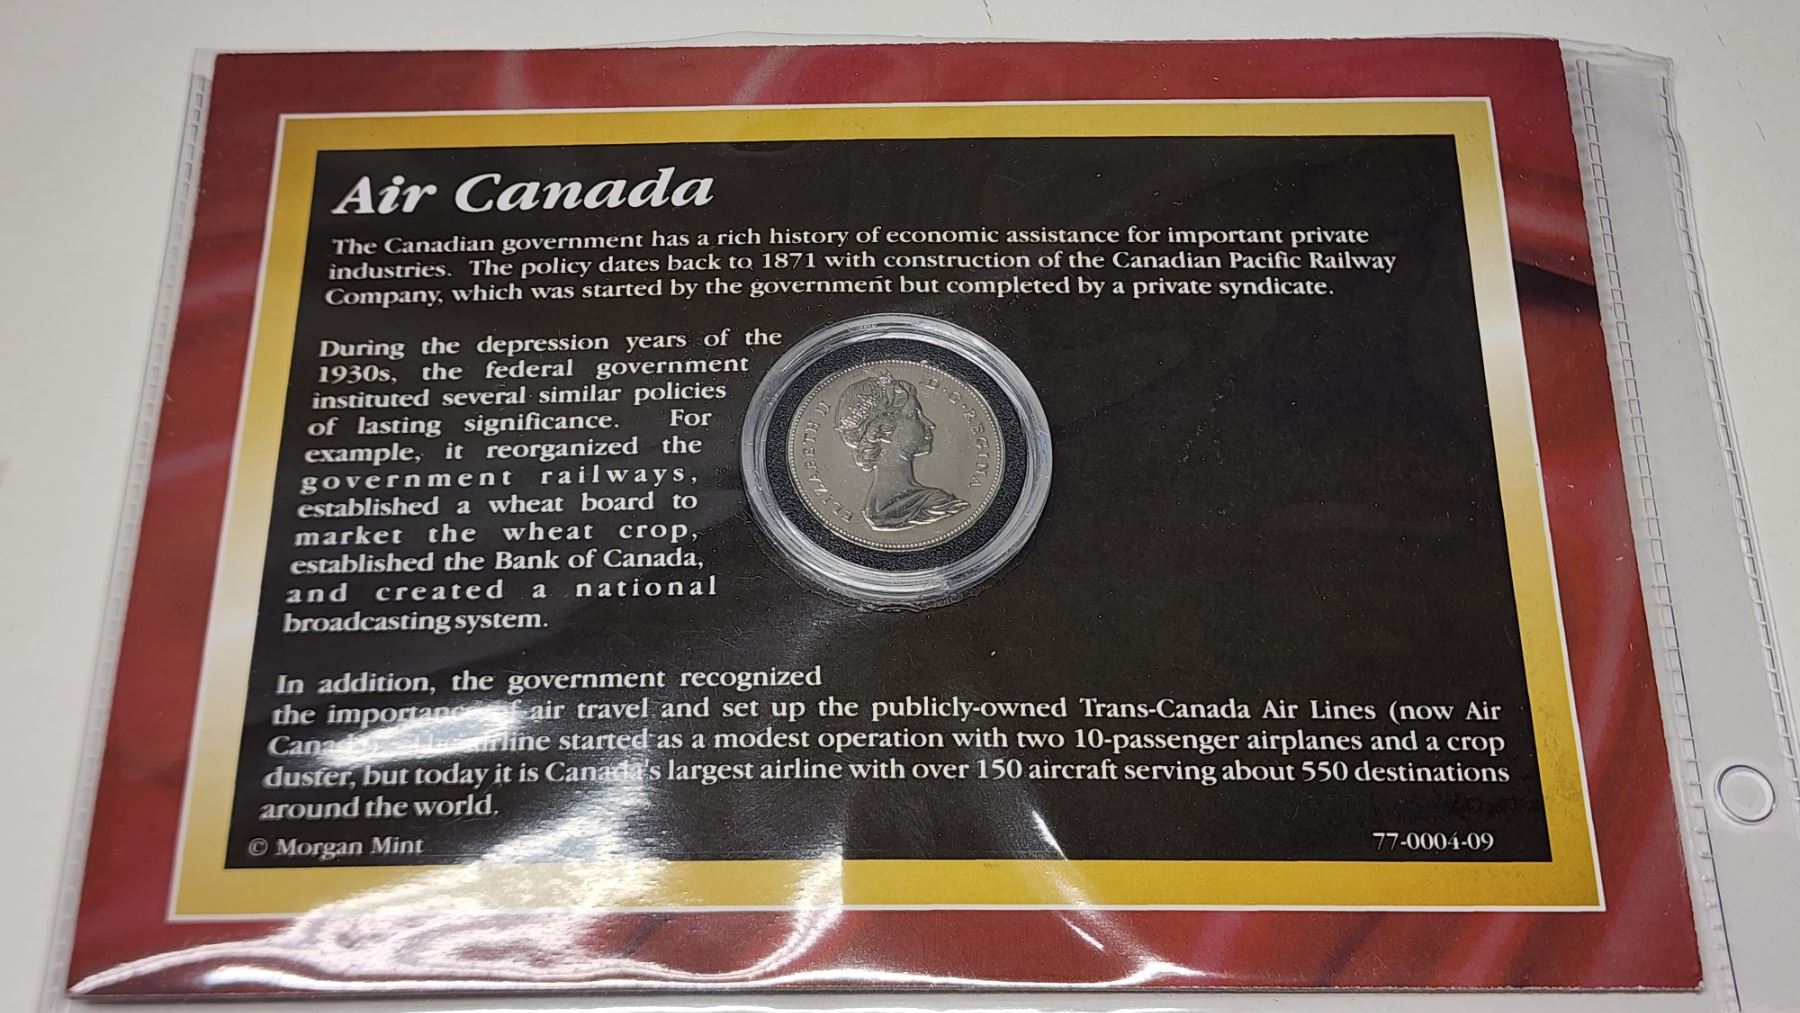 Air Canada
The Canadian government has a rich history of economic assistance for important private
industries. The policy dates back to 1871 with construction of the Canadian Pacific Railway
Company, which was started by the government but completed by a private syndicate.
During the depression years of the
1930s, the federal government
instituted several similar policies
of lasting significance. For
example, it reorganized the
government railways,
established a wheat board to
market the wheat crop,
established the Bank of Canada,
and created a national
broadcasting system.
ELIZABETH II D·G·REGINA
In addition, the government recognized
the importance of air travel and set up the publicly-owned Trans-Canada Air Lines (now Air
Canada). The airline started as a modest operation with two 10-passenger airplanes and a crop
duster, but today it is Canada's largest airline with over 150 aircraft serving about 550 destinations
around the world.
© Morgan Mint
77-0004-09